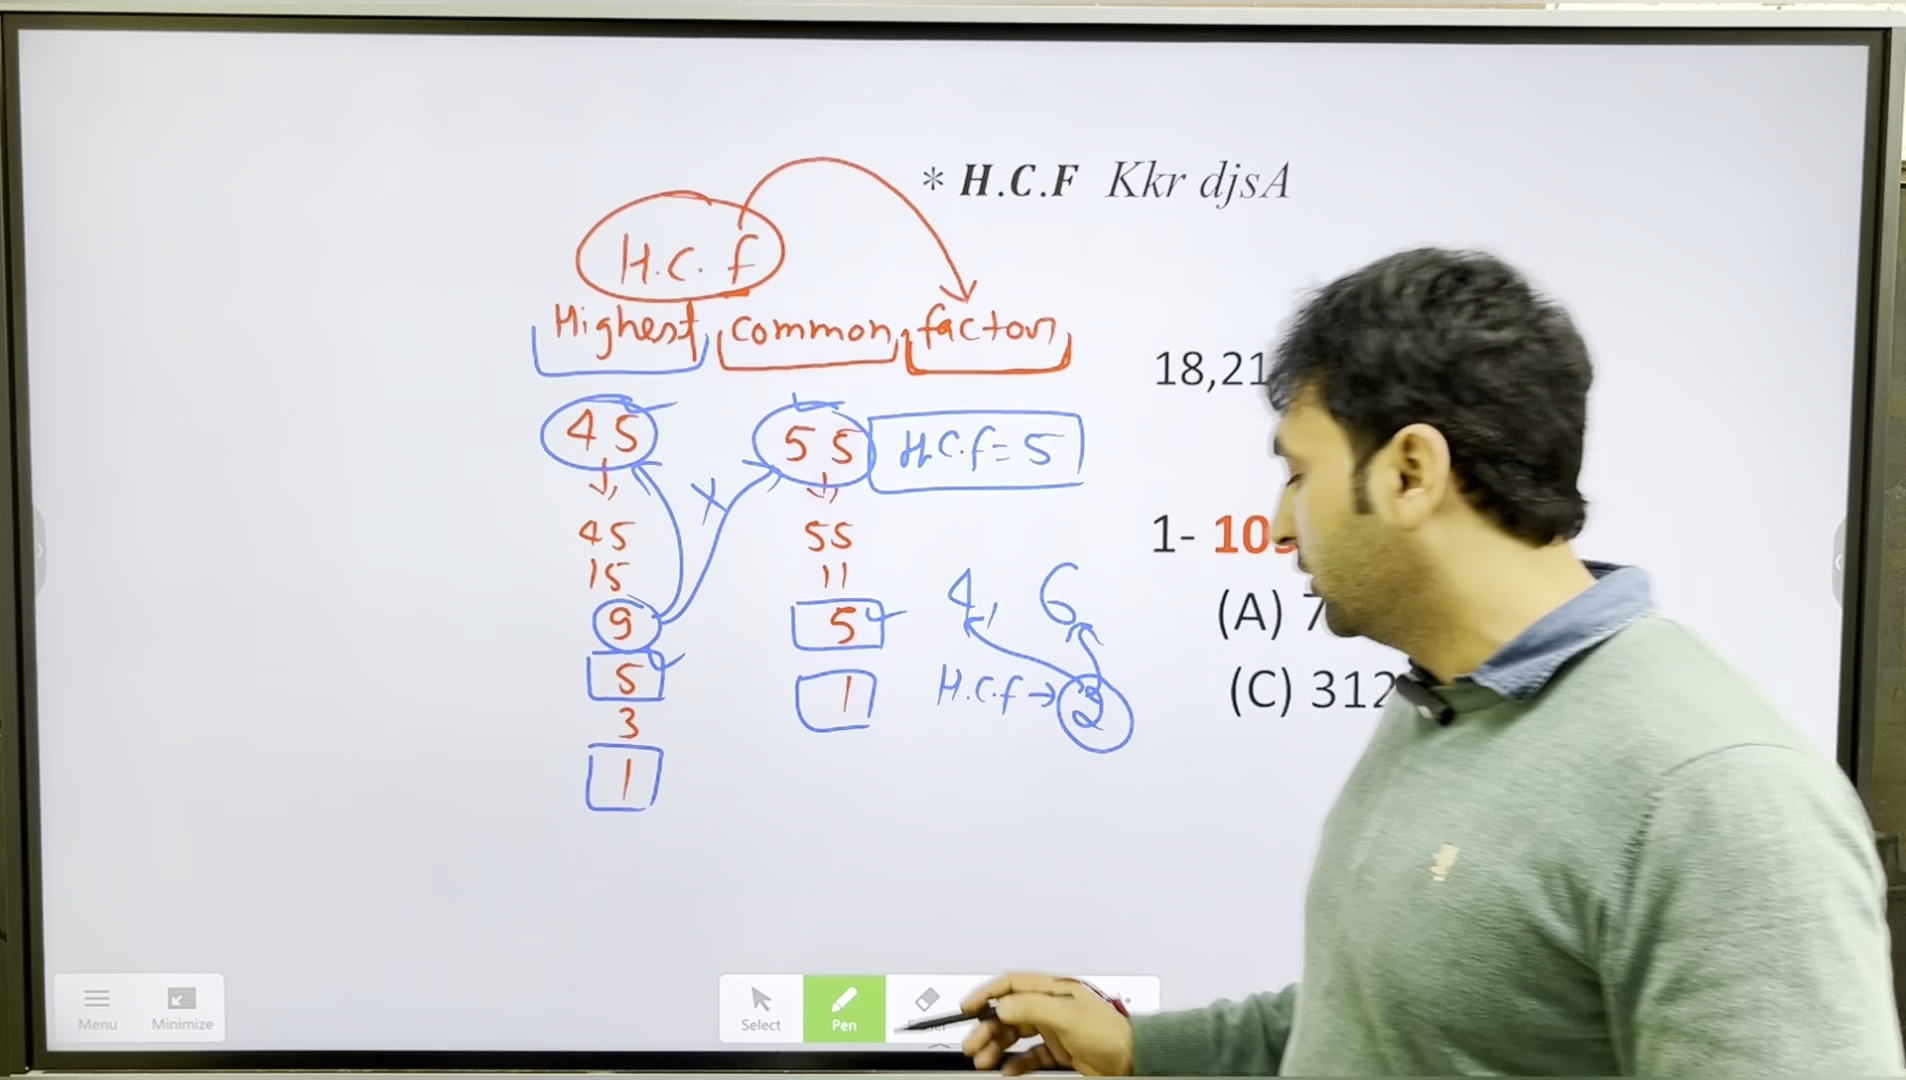 * H.C.F Kkr djsA
H.C.f
Highest common factor
18,21
45 55 H.C.f = 5
45 55
15 11
9 5
5 1
3
1
4, 6
H.C.f → 2
1-
(A) 7
(C) 312
Menu Minimize Select Pen